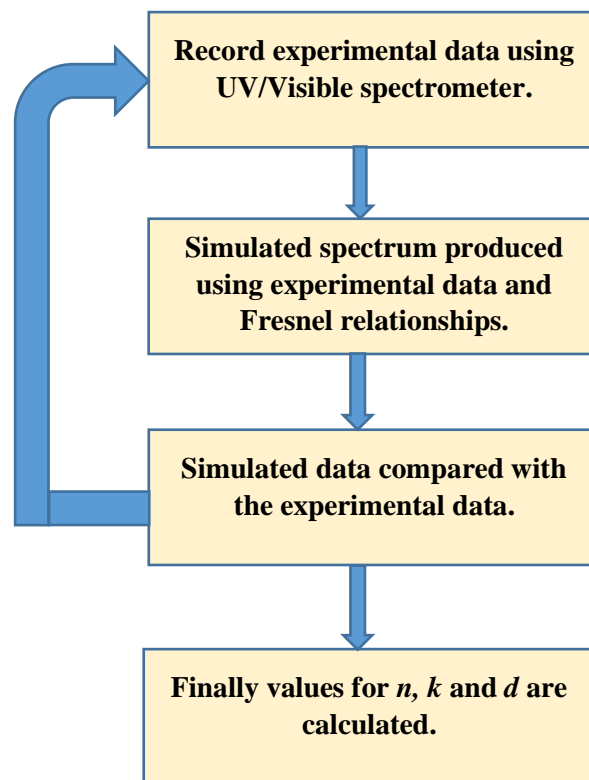 Record experimental data using
UV/Visible spectrometer.
Simulated spectrum produced
using experimental data and
Fresnel relationships.
Simulated data compared with
the experimental data.
Finally values for n, k and d are
calculated.